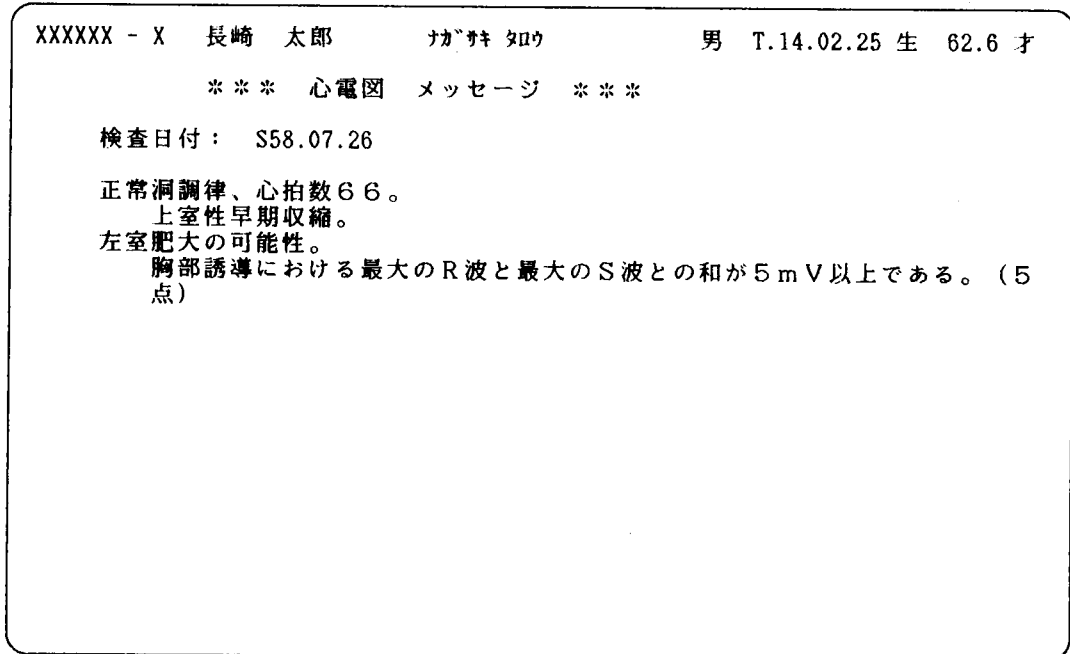 XXXXXX - X 長崎 太郎 ナガサキ タロウ 男 T.14.02.25 生 62.6 才
*** 心電図 メッセージ ***
検査日付: S58.07.26
正常洞調律、心拍数66。
上室性早期収縮。
左室肥大の可能性。
胸部誘導における最大のR波と最大のS波との和が5mV以上である。(5
点)